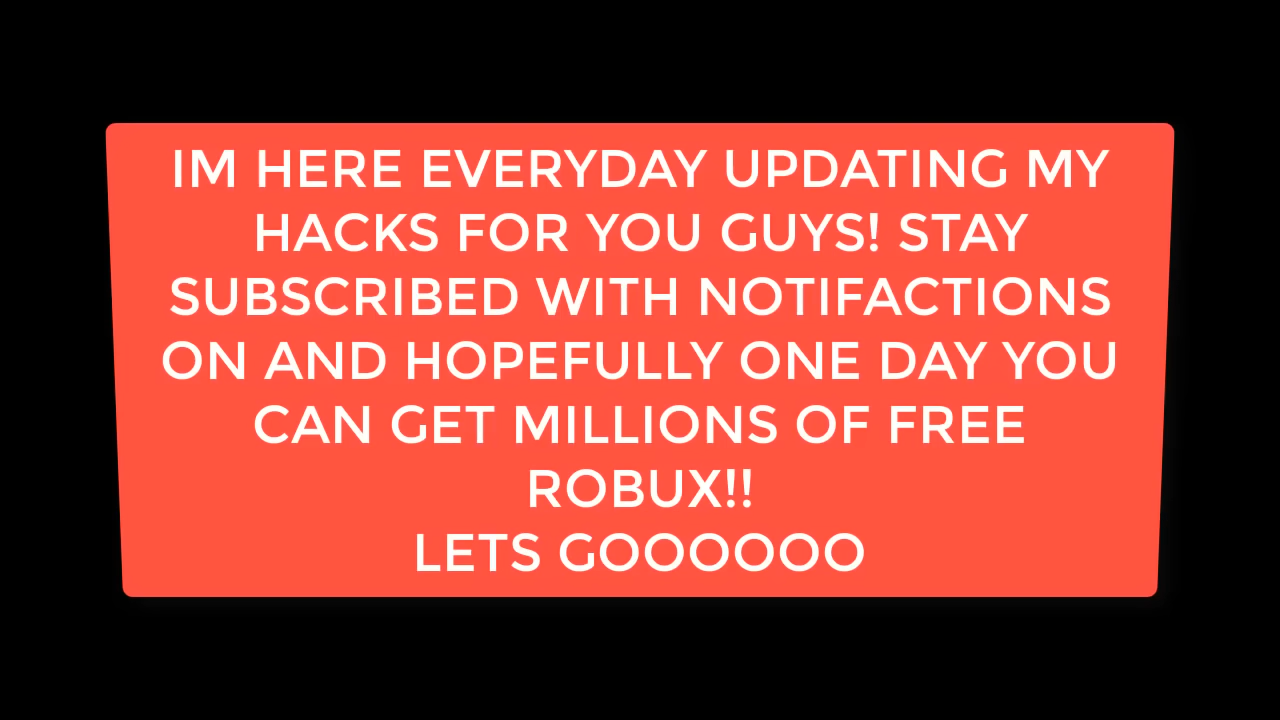 IM HERE EVERYDAY UPDATING MY
HACKS FOR YOU GUYS! STAY
SUBSCRIBED WITH NOTIFACTIONS
ON AND HOPEFULLY ONE DAY YOU
CAN GET MILLIONS OF FREE
ROBUX!!
LETS GOOOOOO